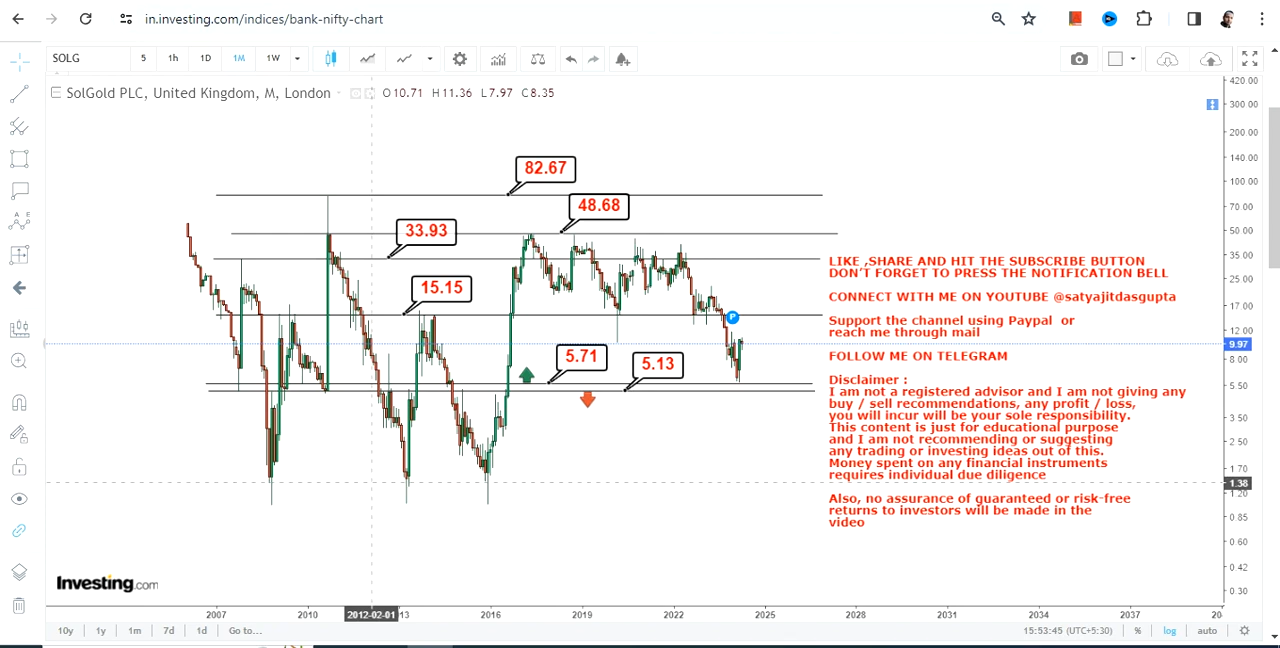 in.investing.com/indices/bank-nifty-chart
SOLG 5 1h 1D 1M 1W
SolGold PLC, United Kingdom, M, London O10.71 H11.36 L7.97 C8.35
420.00
300.00
200.00
140.00
100.00
70.00
50.00
35.00
25.00
17.00
12.00
9.97
8.00
5.50
3.50
2.50
1.70
1.38
1.20
0.85
0.60
0.42
0.30
82.67
48.68
33.93
15.15
P
5.71
5.13
LIKE ,SHARE AND HIT THE SUBSCRIBE BUTTON
DON'T FORGET TO PRESS THE NOTIFICATION BELL
CONNECT WITH ME ON YOUTUBE @satyajitdasgupta
Support the channel using Paypal or
reach me through mail
FOLLOW ME ON TELEGRAM
Disclaimer :
I am not a registered advisor and I am not giving any
buy / sell recommendations, any profit / loss,
you will incur will be your sole responsibility.
This content is just for educational purpose
and I am not recommending or suggesting
any trading or investing ideas out of this.
Money spent on any financial instruments
requires individual due diligence
Also, no assurance of guaranteed or risk-free
returns to investors will be made in the
video
Investing.com
2007 2010 2012-02-01 13 2016 2019 2022 2025 2028 2031 2034 2037 20
10y 1y 1m 7d 1d Go to... 15:53:45 (UTC+5:30) % log auto